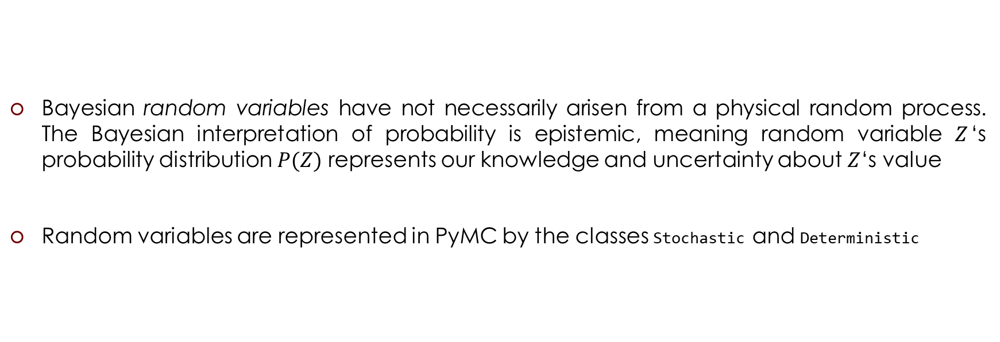 Bayesian random variables have not necessarily arisen from a physical random process.
The Bayesian interpretation of probability is epistemic, meaning random variable Z 's
probability distribution P(Z) represents our knowledge and uncertainty about Z's value
Random variables are represented in PyMC by the classes Stochastic and Deterministic